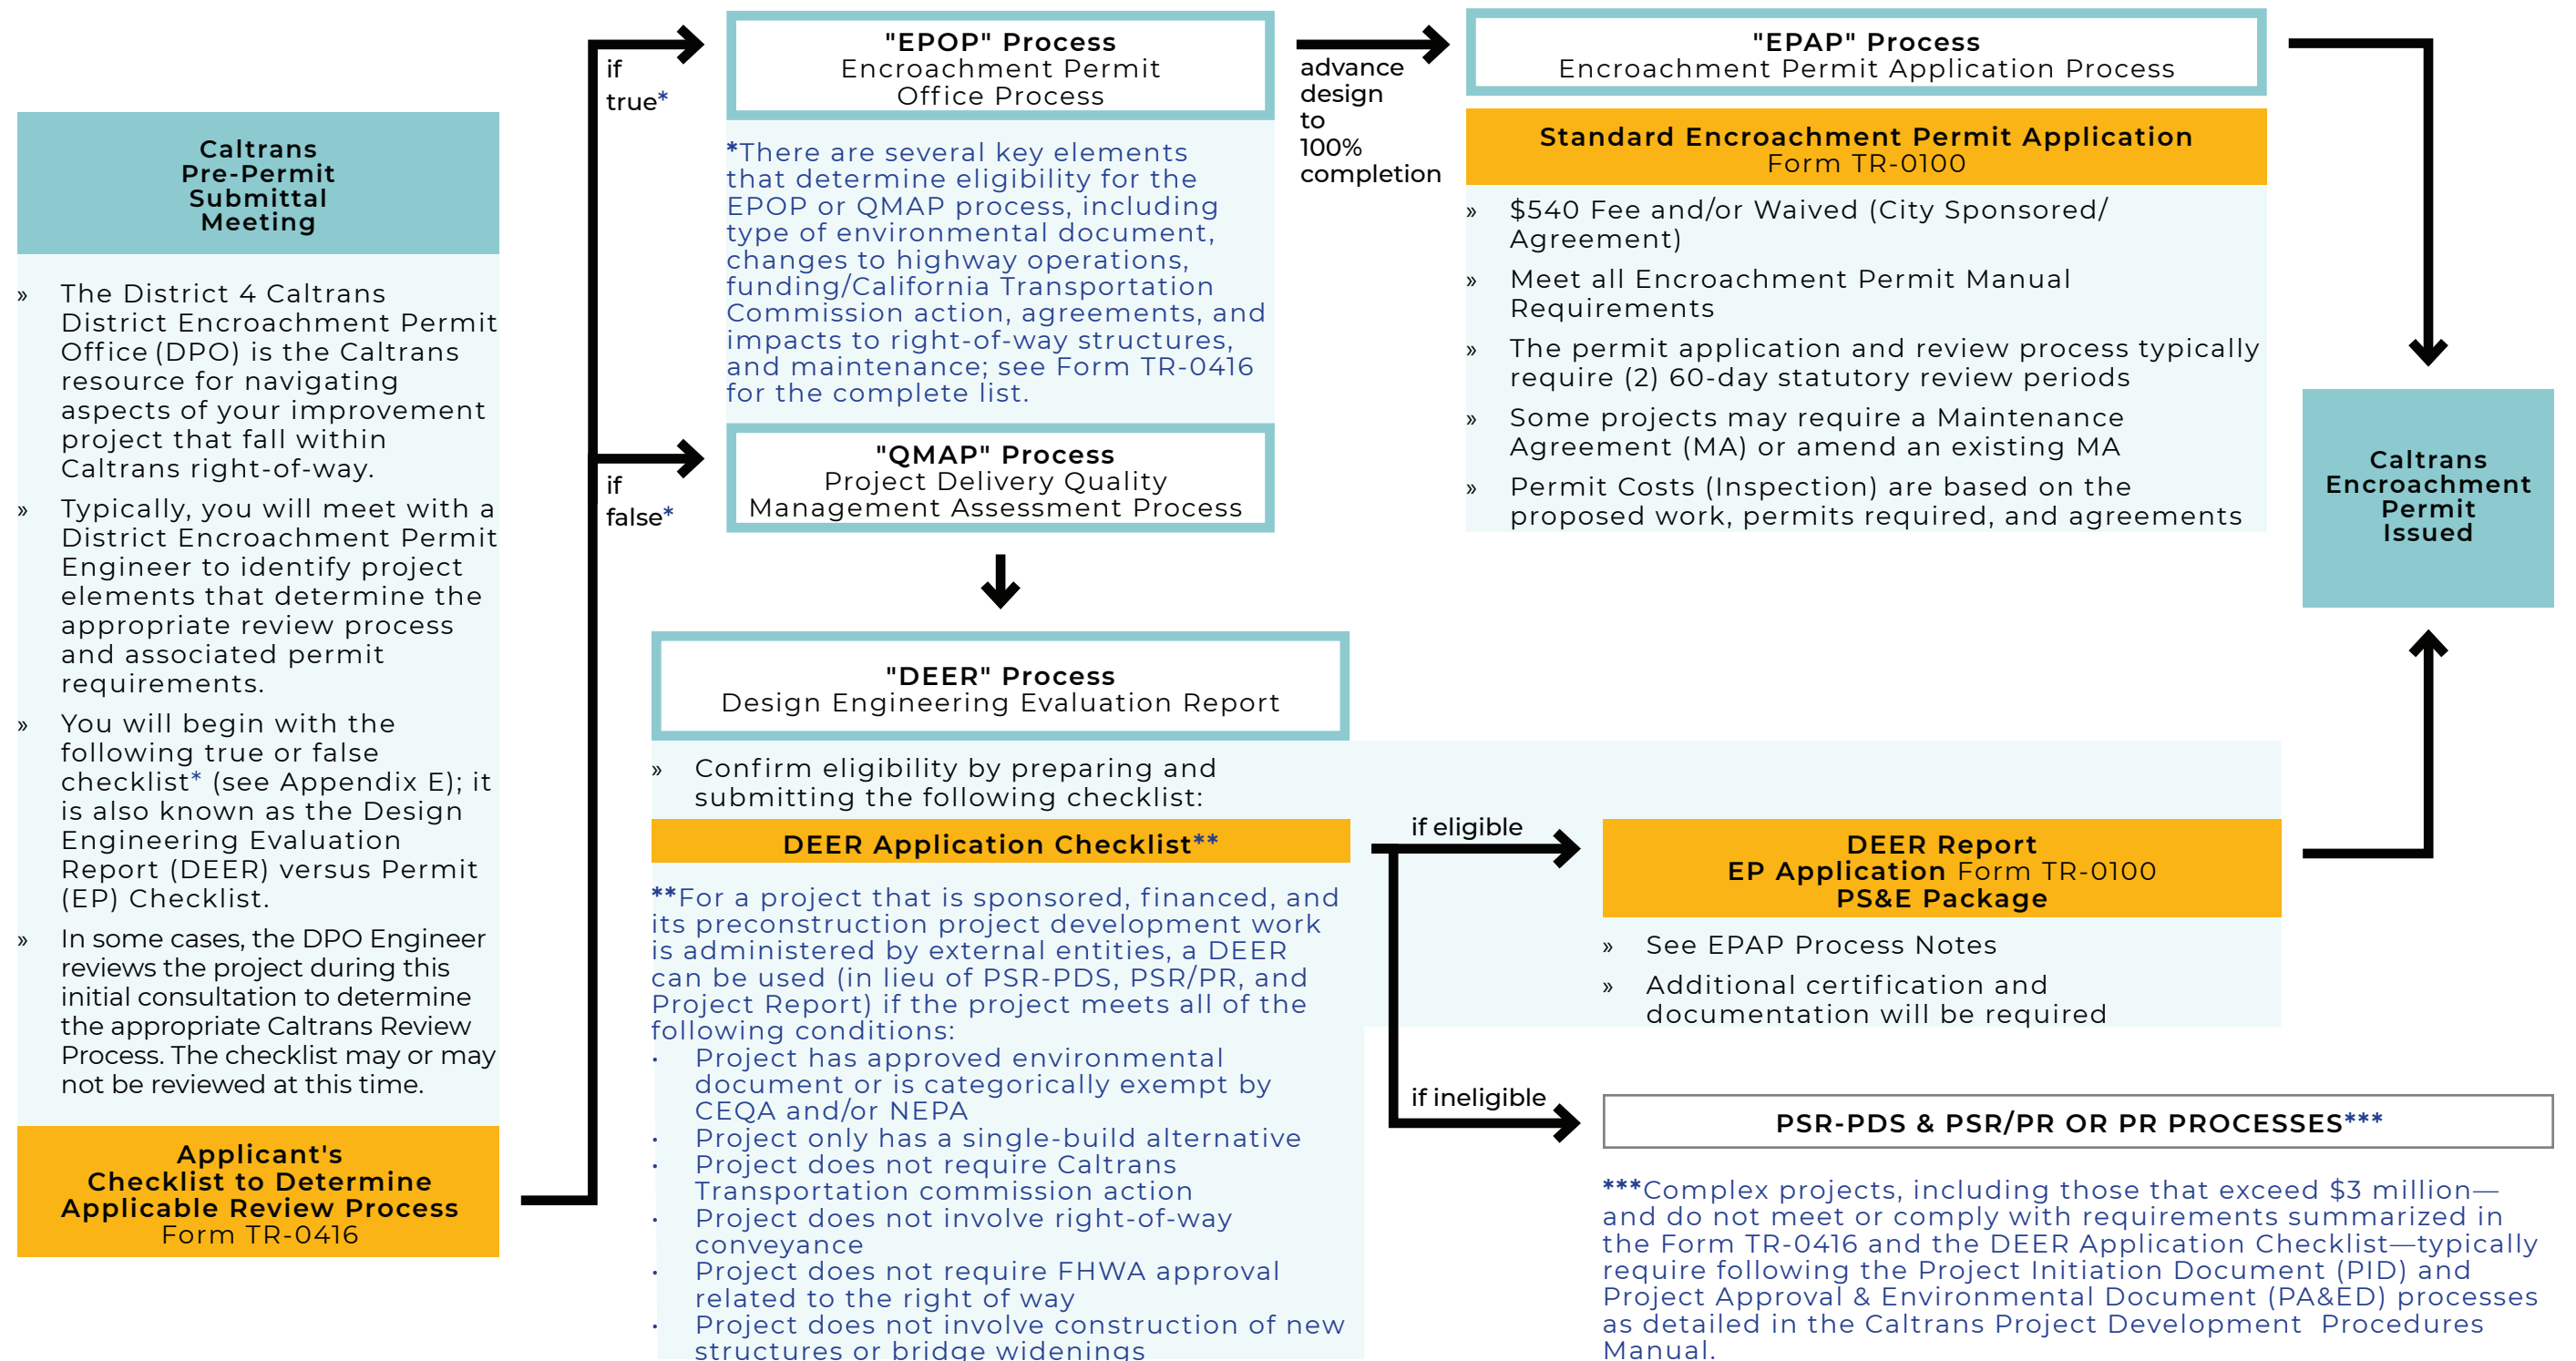 Caltrans
Pre-Permit
Submittal
Meeting
» The District 4 Caltrans
District Encroachment Permit
Office (DPO) is the Caltrans
resource for navigating
aspects of your improvement
project that fall within
Caltrans right-of-way.
» Typically, you will meet with a
District Encroachment Permit
Engineer to identify project
elements that determine the
appropriate review process
and associated permit
requirements.
» You will begin with the
following true or false
checklist* (see Appendix E); it
is also known as the Design
Engineering Evaluation
Report (DEER) versus Permit
(EP) Checklist.
» In some cases, the DPO Engineer
reviews the project during this
initial consultation to determine
the appropriate Caltrans Review
Process. The checklist may or may
not be reviewed at this time.
Applicant's
Checklist to Determine
Applicable Review Process
Form TR-0416
if
true*
"EPOP" Process
Encroachment Permit
Office Process
*There are several key elements
that determine eligibility for the
EPOP or QMAP process, including
type of environmental document,
changes to highway operations,
funding/California Transportation
Commission action, agreements, and
impacts to right-of-way structures,
and maintenance; see Form TR-0416
for the complete list.
if
false*
"QMAP" Process
Project Delivery Quality
Management Assessment Process
advance
design
to
100%
completion
"EPAP" Process
Encroachment Permit Application Process
Standard Encroachment Permit Application
Form TR-0100
» $540 Fee and/or Waived (City Sponsored/
Agreement)
» Meet all Encroachment Permit Manual
Requirements
» The permit application and review process typically
require (2) 60-day statutory review periods
» Some projects may require a Maintenance
Agreement (MA) or amend an existing MA
» Permit Costs (Inspection) are based on the
proposed work, permits required, and agreements
Caltrans
Encroachment
Permit
Issued
"DEER" Process
Design Engineering Evaluation Report
» Confirm eligibility by preparing and
submitting the following checklist:
DEER Application Checklist**
**For a project that is sponsored, financed, and
its preconstruction project development work
is administered by external entities, a DEER
can be used (in lieu of PSR-PDS, PSR/PR, and
Project Report) if the project meets all of the
following conditions:
· Project has approved environmental
document or is categorically exempt by
CEQA and/or NEPA
· Project only has a single-build alternative
· Project does not require Caltrans
Transportation commission action
· Project does not involve right-of-way
conveyance
· Project does not require FHWA approval
related to the right of way
· Project does not involve construction of new
structures or bridge widenings
if eligible
DEER Report
EP Application Form TR-0100
PS&E Package
» See EPAP Process Notes
» Additional certification and
documentation will be required
if ineligible
PSR-PDS & PSR/PR OR PR PROCESSES***
***Complex projects, including those that exceed $3 million—
and do not meet or comply with requirements summarized in
the Form TR-0416 and the DEER Application Checklist—typically
require following the Project Initiation Document (PID) and
Project Approval & Environmental Document (PA&ED) processes
as detailed in the Caltrans Project Development Procedures
Manual.